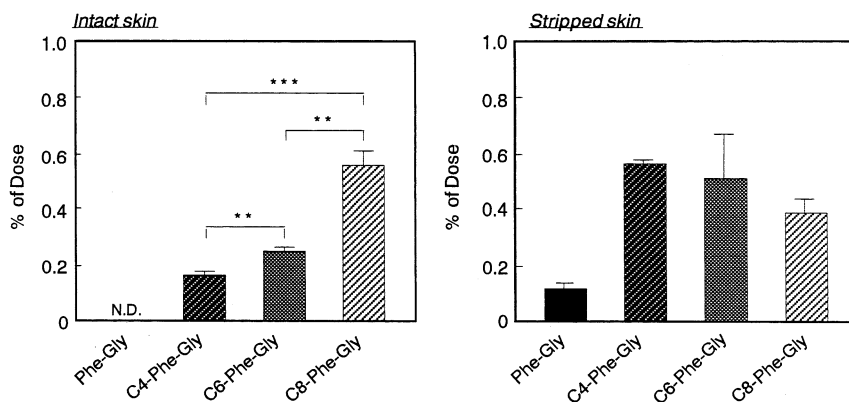 Intact skin
1.0
0.8
0.6
0.4
0.2
0
% of Dose
***
**
**
N.D.
Phe-Gly
C4-Phe-Gly
C6-Phe-Gly
C8-Phe-Gly
Stripped skin
1.0
0.8
0.6
0.4
0.2
0
% of Dose
Phe-Gly
C4-Phe-Gly
C6-Phe-Gly
C8-Phe-Gly